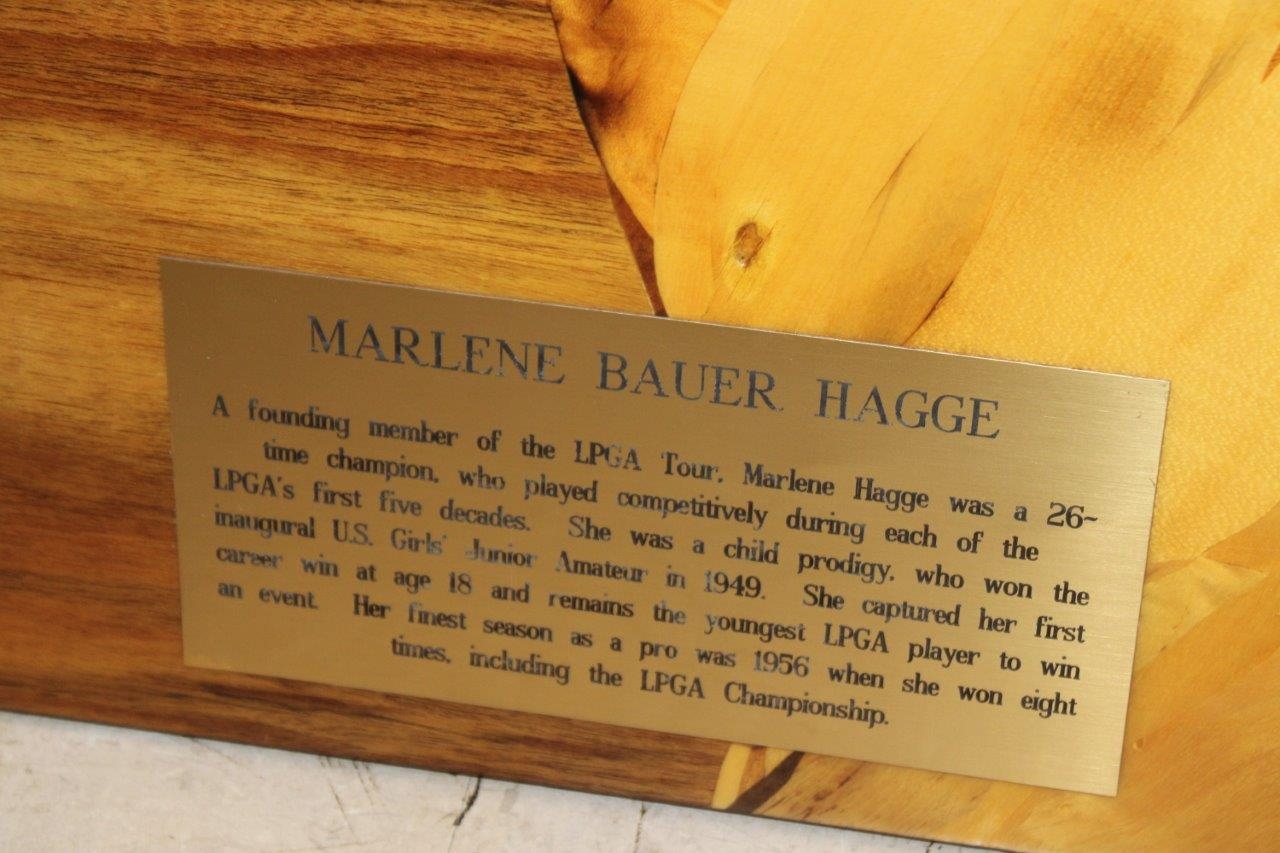 MARLENE BAUER HAGGE
A founding member of the LPGA Tour, Marlene Hagge was a 26~
time champion, who played competitively during each of the
LPGA's first five decades. She was a child prodigy, who won the
inaugural U.S. Girls' Junior Amateur in 1949. She captured her first
career win at age 18 and remains the youngest LPGA player to win
an event. Her finest season as a pro was 1956 when she won eight
times, including the LPGA Championship.